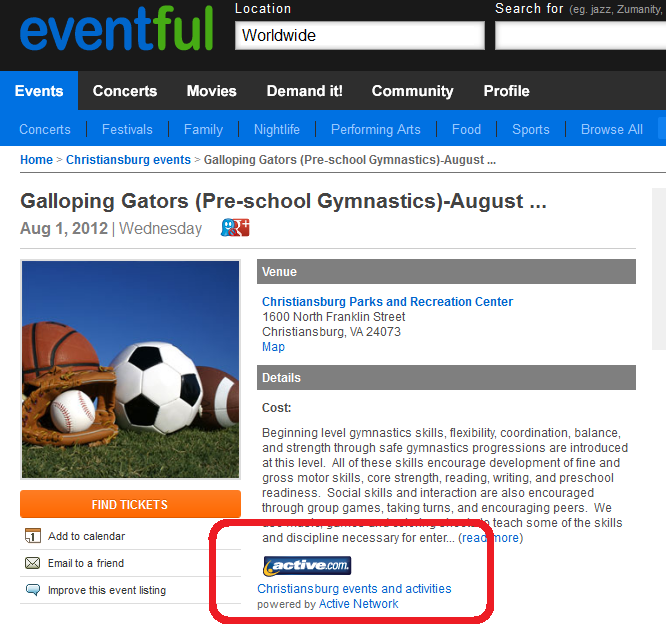 eventful
Location
Search for (eg. jazz, Zumanity,
Worldwide
Events Concerts Movies Demand it! Community Profile
Concerts Festivals Family Nightlife Performing Arts Food Sports Browse All
Home > Christiansburg events > Galloping Gators (Pre-school Gymnastics)-August ...
Galloping Gators (Pre-school Gymnastics)-August ...
Aug 1, 2012 | Wednesday
Venue
Christiansburg Parks and Recreation Center
1600 North Franklin Street
Christiansburg, VA 24073
Map
Details
Cost:
Beginning level gymnastics skills, flexibility, coordination, balance,
and strength through safe gymnastics progressions are introduced
at this level. All of these skills encourage development of fine and
gross motor skills, core strength, reading, writing, and preschool
readiness. Social skills and interaction are also encouraged
through group games, taking turns, and encouraging peers. We
use music, games and coloring sheets to teach some of the skills
and discipline necessary for enter... (read more)
active.com
Christiansburg events and activities
powered by Active Network
FIND TICKETS
1 Add to calendar
Email to a friend
Improve this event listing